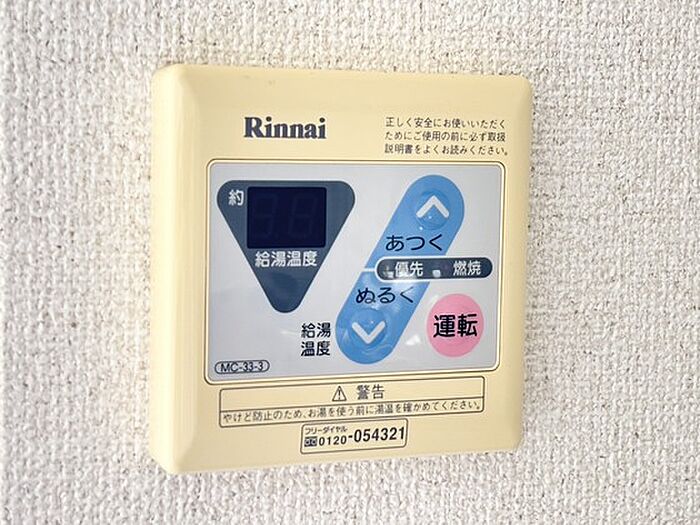 Rinnai
正しく安全にお使いいただく
ためにご使用の前に必ず取扱
説明書をよくお読みください。
約
給湯温度
あつく
優先 燃焼
ぬるく
給湯
温度
運転
MC-33-3
警告
やけど防止のため、お湯を使う前に湯温を確かめてください。
フリーダイヤル
0120-054321